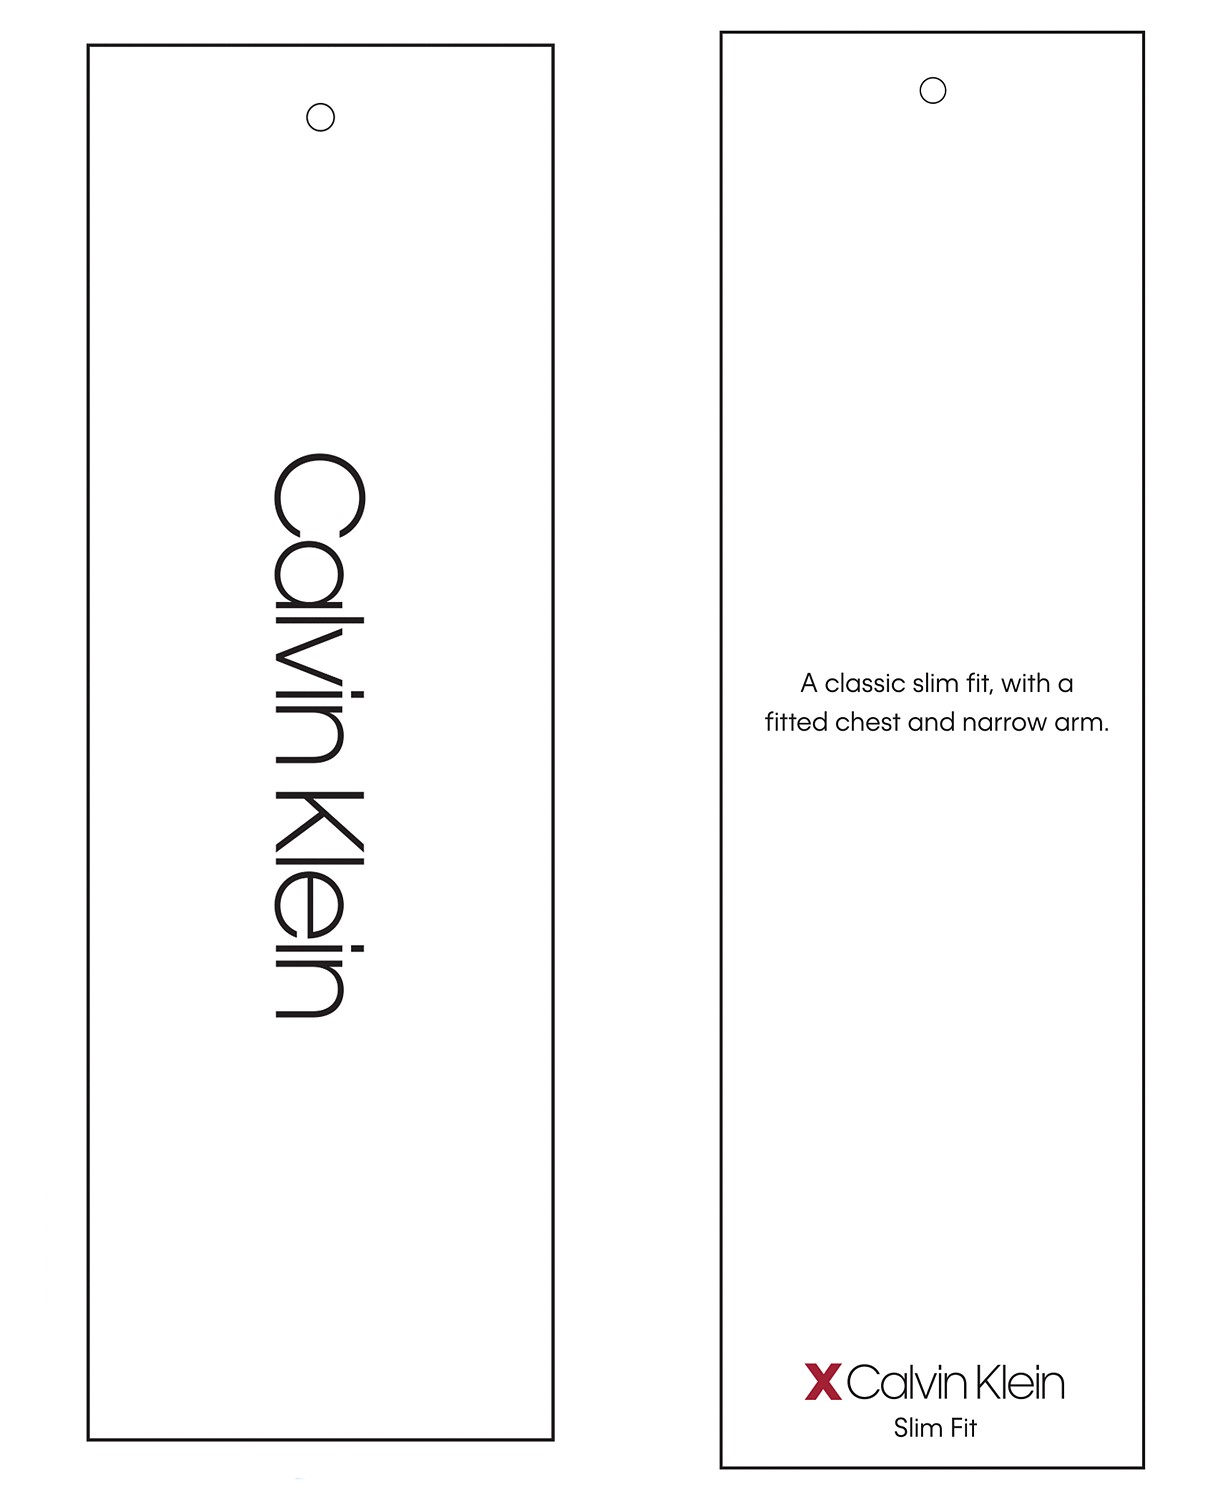 Calvin Klein
A classic slim fit, with a
fitted chest and narrow arm.
X Calvin Klein
Slim Fit